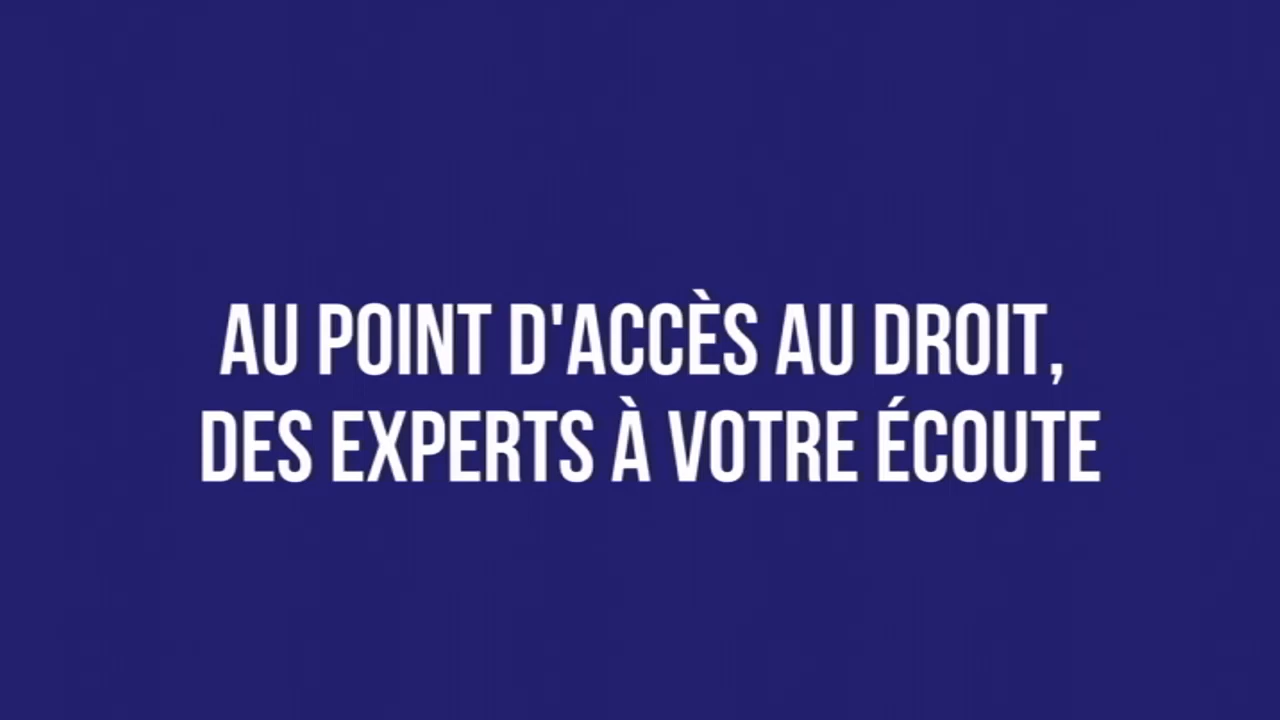 AU POINT D'ACCÈS AU DROIT,
DES EXPERTS À VOTRE ÉCOUTE